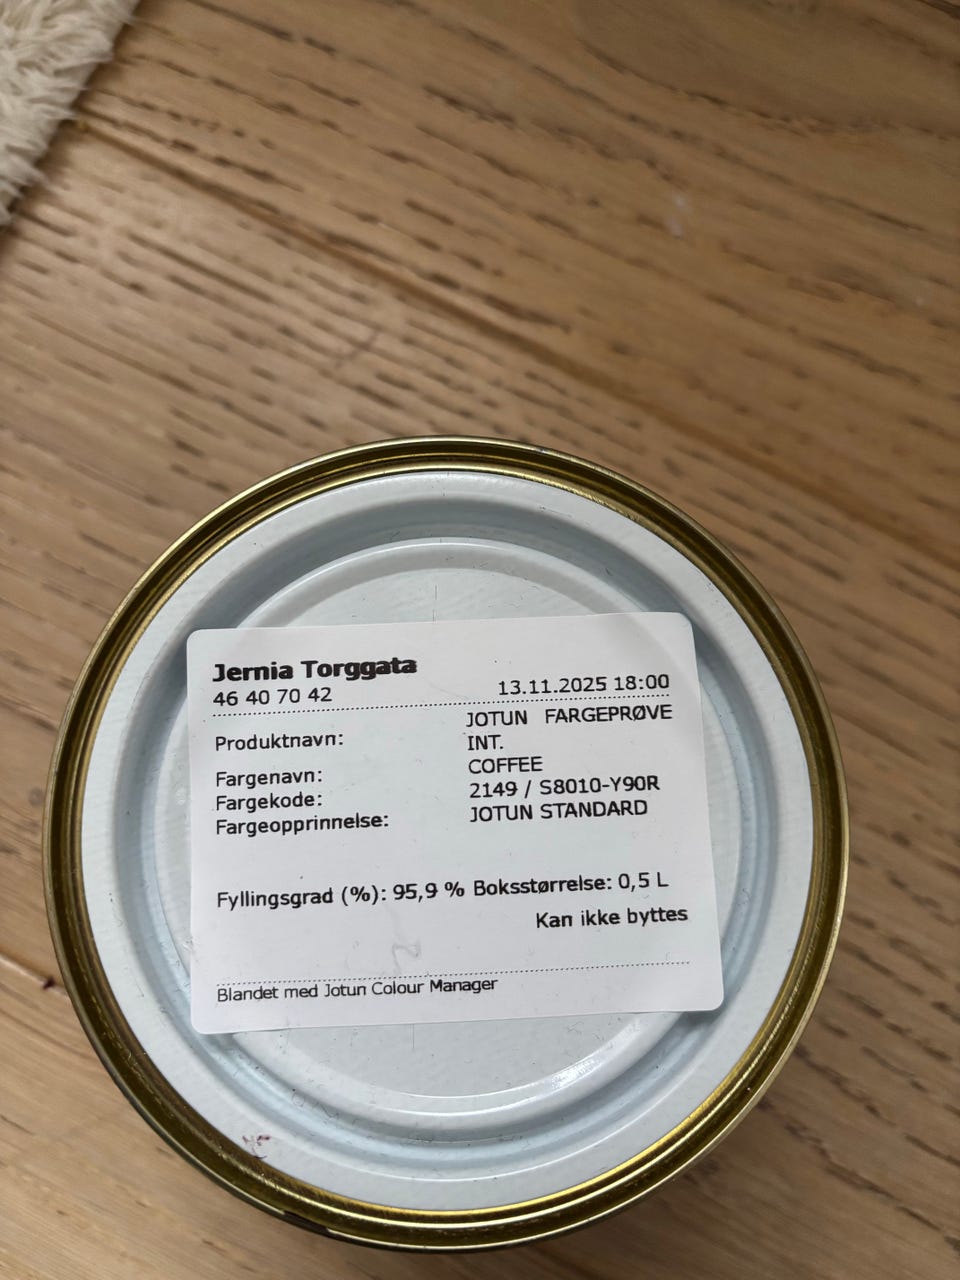 Jernia Torggata
46 40 70 42 13.11.2025 18:00
Produktnavn: JOTUN FARGEPRØVE
INT.
Fargenavn: COFFEE
Fargekode: 2149 / S8010-Y90R
Fargeopprinnelse: JOTUN STANDARD
Fyllingsgrad (%): 95,9 % Boksstørrelse: 0,5 L
Kan ikke byttes
Blandet med Jotun Colour Manager